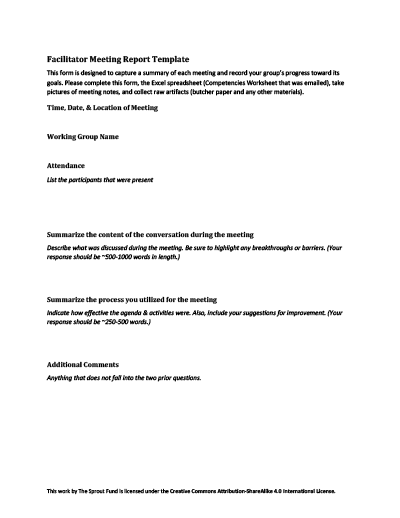 Facilitator Meeting Report Template
This form is designed to capture a summary of each meeting and record your group's progress toward its
goals. Please complete this form, the Excel spreadsheet (Competencies Worksheet that was emailed), take
pictures of meeting notes, and collect raw artifacts (butcher paper and any other materials).
Time, Date, & Location of Meeting
Working Group Name
Attendance
List the participants that were present
Summarize the content of the conversation during the meeting
Describe what was discussed during the meeting. Be sure to highlight any breakthroughs or barriers. (Your
response should be ~500-1000 words in length.)
Summarize the process you utilized for the meeting
Indicate how effective the agenda & activities were. Also, include your suggestions for improvement. (Your
response should be ~250-500 words.)
Additional Comments
Anything that does not fall into the two prior questions.
This work by The Sprout Fund is licensed under the Creative Commons Attribution-ShareAlike 4.0 International License.